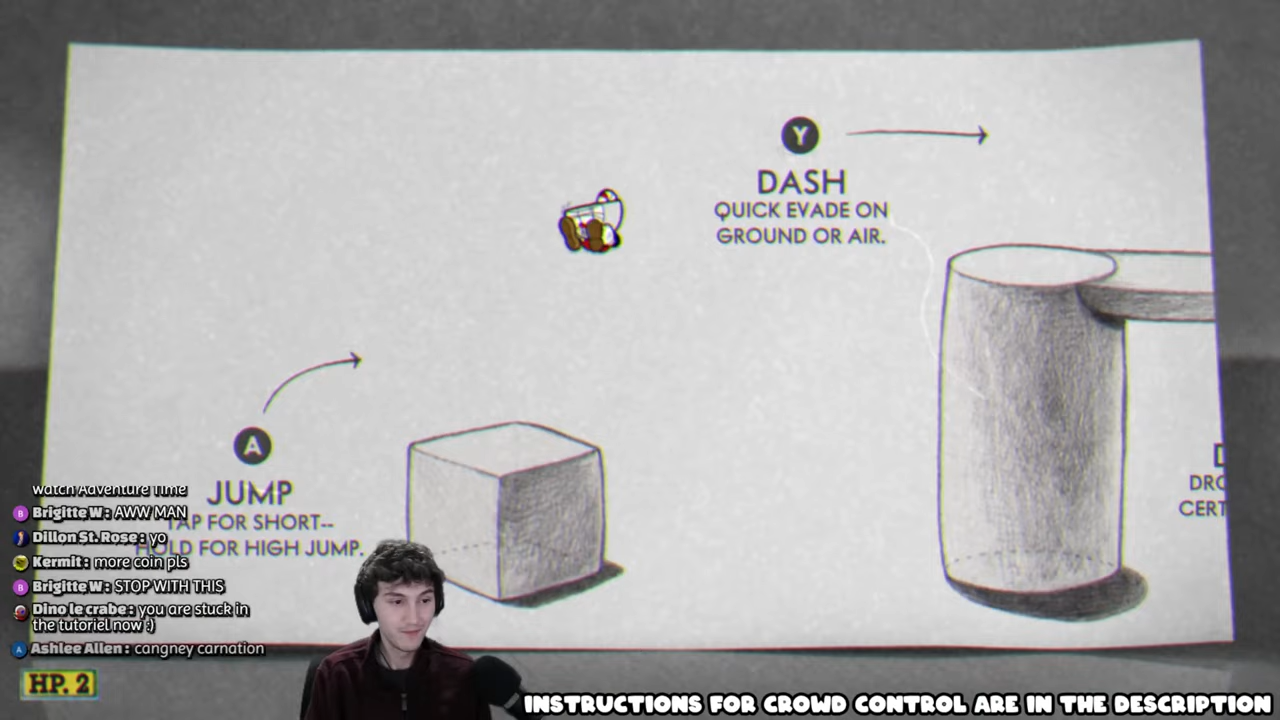 Y
DASH
QUICK EVADE ON
GROUND OR AIR.
A
JUMP
TAP FOR SHORT--
HOLD FOR HIGH JUMP.
DRO
CERT
watch Adventure Time
B Brigitte W : AWW MAN
Dillon St. Rose : yo
Kermit : more coin pls
B Brigitte W : STOP WITH THIS
Dino le crabe : you are stuck in
the tutoriel now :)
A Ashlee Allen : cangney carnation
HP. 2
INSTRUCTIONS FOR CROWD CONTROL ARE IN THE DESCRIPTION